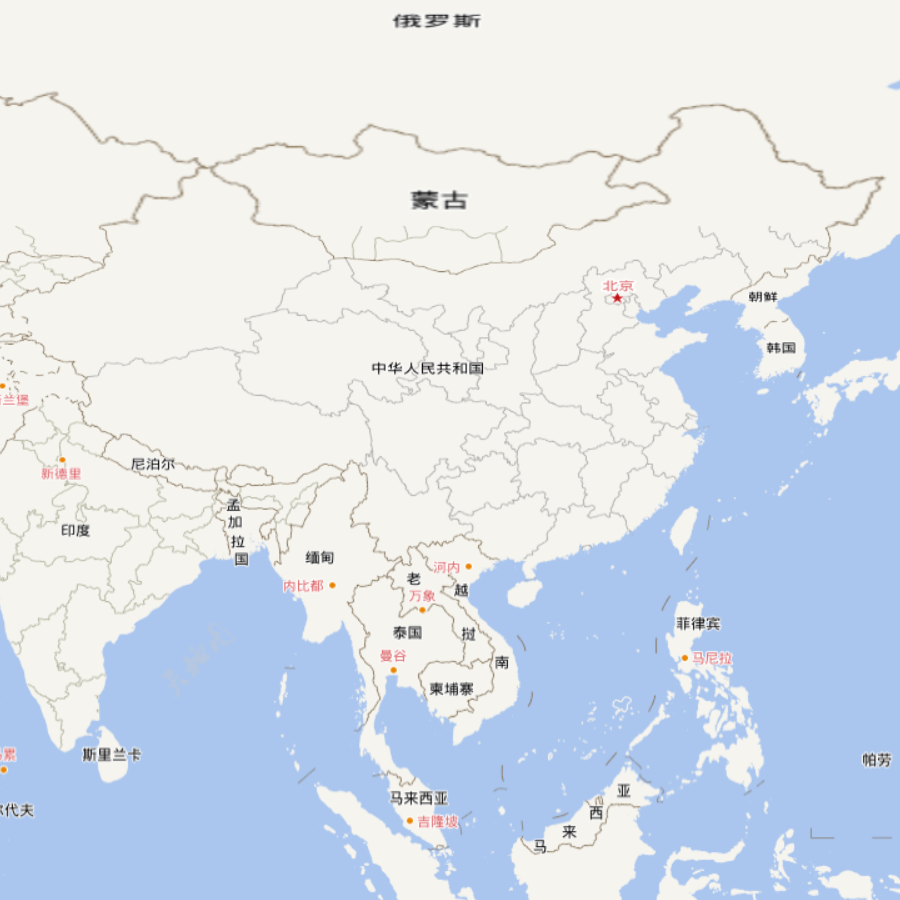 俄罗斯
蒙古
北京
朝鲜
韩国
中华人民共和国
兰堡
新德里
尼泊尔
印度
孟加拉国
缅甸
内比都
河内
老挝
万象
越南
泰国
曼谷
柬埔寨
菲律宾
马尼拉
斯里兰卡
累
尔代夫
帕劳
马来西亚
吉隆坡
马来西亚